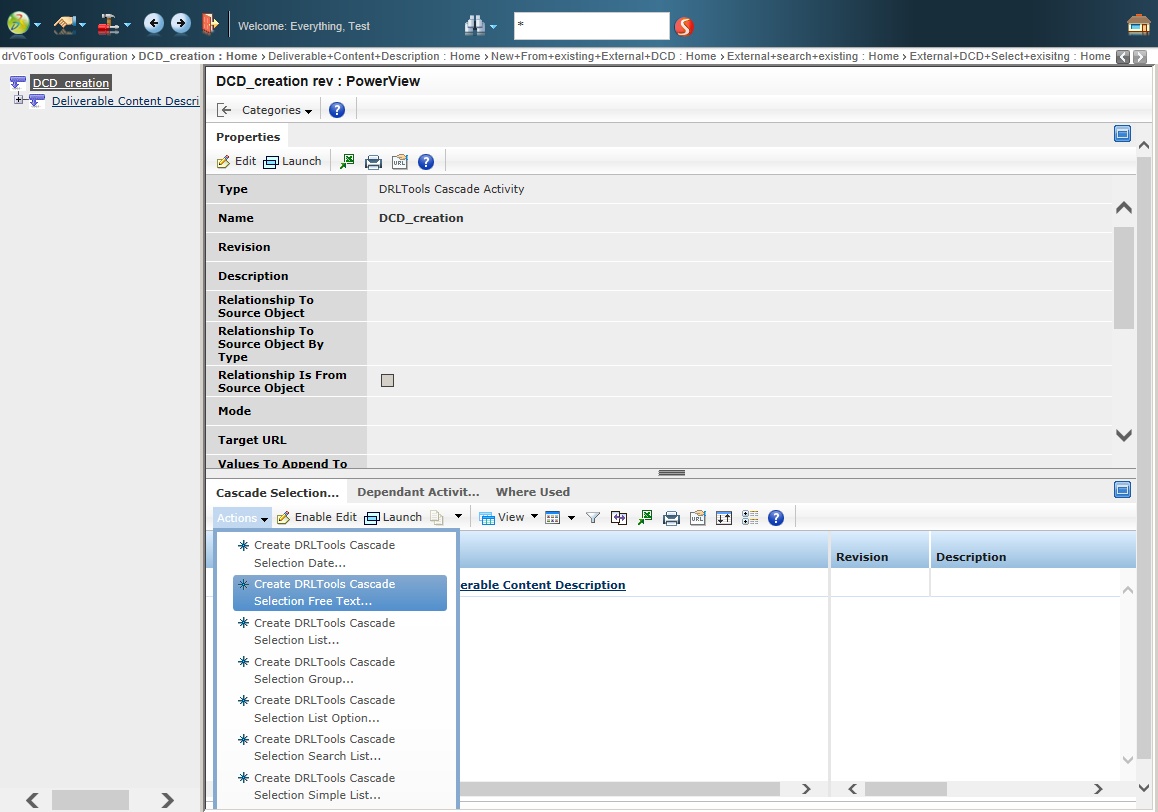 Welcome: Everything, Test
*
drV6Tools Configuration › DCD_creation : Home › Deliverable+Content+Description : Home › New+From+existing+External+DCD : Home › External+search+existing : Home › External+DCD+Select+exisitng : Home
DCD_creation
Deliverable Content Descri
DCD_creation rev : PowerView
Categories
Properties
Edit Launch URL
Type DRLTools Cascade Activity
Name DCD_creation
Revision
Description
Relationship To
Source Object
Relationship To
Source Object By
Type
Relationship Is From
Source Object
Mode
Target URL
Values To Append To
Cascade Selection... Dependant Activit... Where Used
Actions Enable Edit Launch View URL
Revision Description
erable Content Description
Create DRLTools Cascade
Selection Date...
Create DRLTools Cascade
Selection Free Text...
Create DRLTools Cascade
Selection List...
Create DRLTools Cascade
Selection Group...
Create DRLTools Cascade
Selection List Option...
Create DRLTools Cascade
Selection Search List...
Create DRLTools Cascade
Selection Simple List...